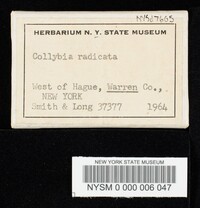 NYSf7665
HERBARIUM N. Y. STATE MUSEUM
Collybia radicata
West of Hague, Warren Co.,
NEW YORK
Smith & Long 37377 1964
NEW YORK STATE MUSEUM
NYSM 0 000 006 047